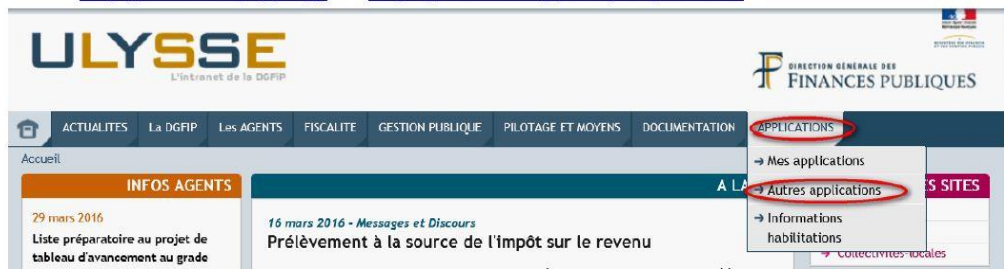 ULYSSE
L'intranet de la DGFiP
DIRECTION GÉNÉRALE DES
FINANCES PUBLIQUES
ACTUALITES La DGFIP Les AGENTS FISCALITE GESTION PUBLIQUE PILOTAGE ET MOYENS DOCUMENTATION APPLICATIONS
Accueil
→ Mes applications
→ Autres applications
→ Informations
habilitations
INFOS AGENTS
29 mars 2016
Liste préparatoire au projet de
tableau d'avancement au grade
A LA
16 mars 2016 - Messages et Discours
Prélèvement à la source de l'impôt sur le revenu
ES SITES
→ Collectivités-locales